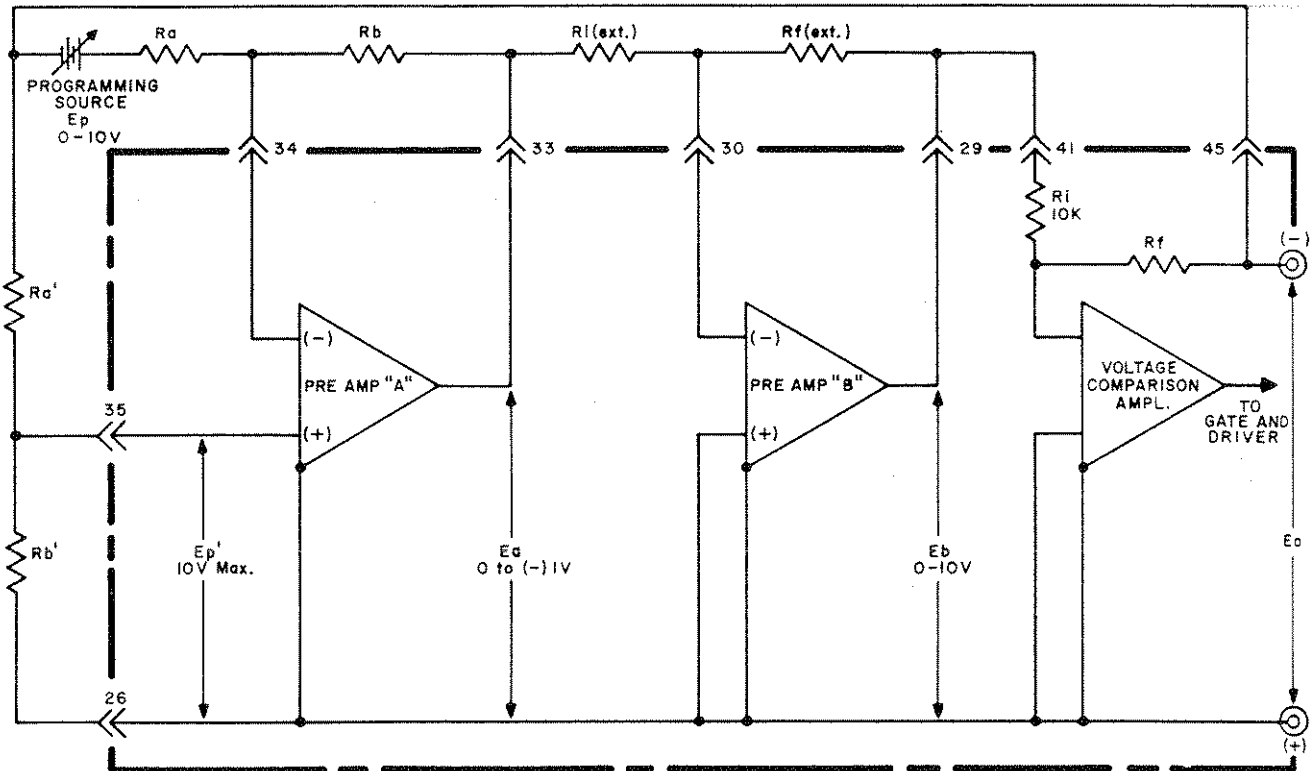 Ra
Rb
Ri(ext.)
Rf(ext.)
PROGRAMMING
SOURCE
Ep
0-10V
34
33
30
29
41
45
Ri
10K
Rf
(-)
Ra'
(-)
PRE AMP "A"
(+)
(-)
PRE AMP "B"
(+)
VOLTAGE
COMPARISON
AMPL.
TO
GATE AND
DRIVER
35
Rb'
Ep'
10V Max.
Ea
0 to (-) 1V
Eb
0-10V
Eo
26
(+)